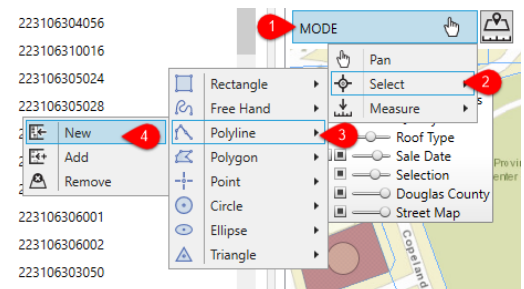 223106304056
223106310016
223106305024
223106305028
223106306001
223106306002
223106303050
1
MODE
Pan
Select
2
Measure
Rectangle
Free Hand
Polyline
3
Polygon
Point
Circle
Ellipse
Triangle
New
4
Add
Remove
Roof Type
Sale Date
Selection
Douglas County
Street Map
Copeland